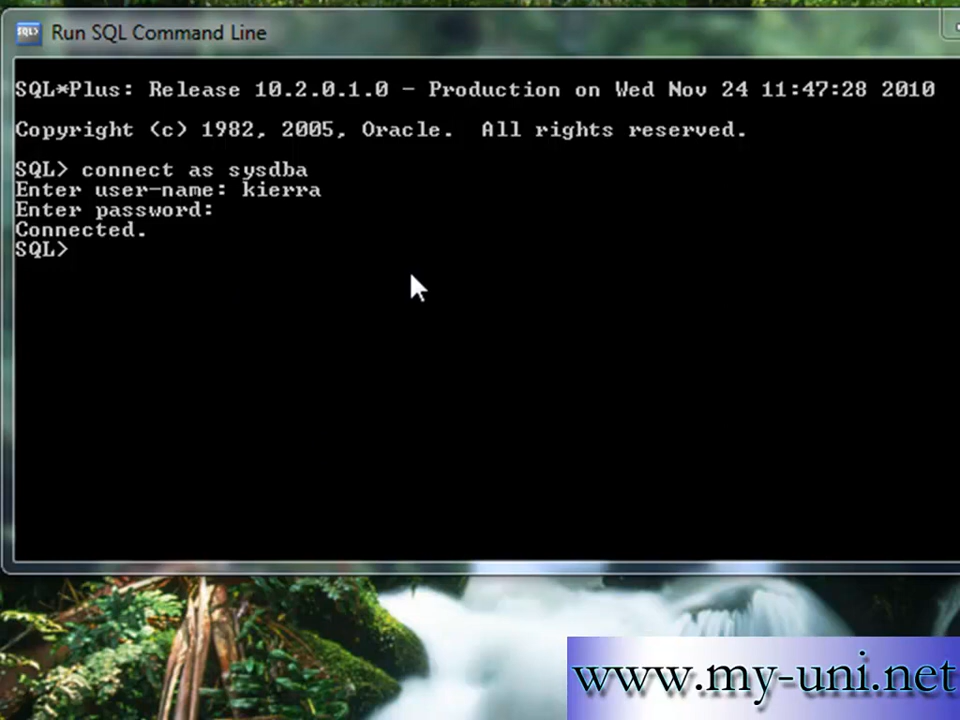 SQL>
Run SQL Command Line
SQL*Plus: Release 10.2.0.1.0 - Production on Wed Nov 24 11:47:28 2010
Copyright (c) 1982, 2005, Oracle.  All rights reserved.
SQL> connect as sysdba
Enter user-name: kierra
Enter password:
Connected.
SQL>
www.my-uni.net